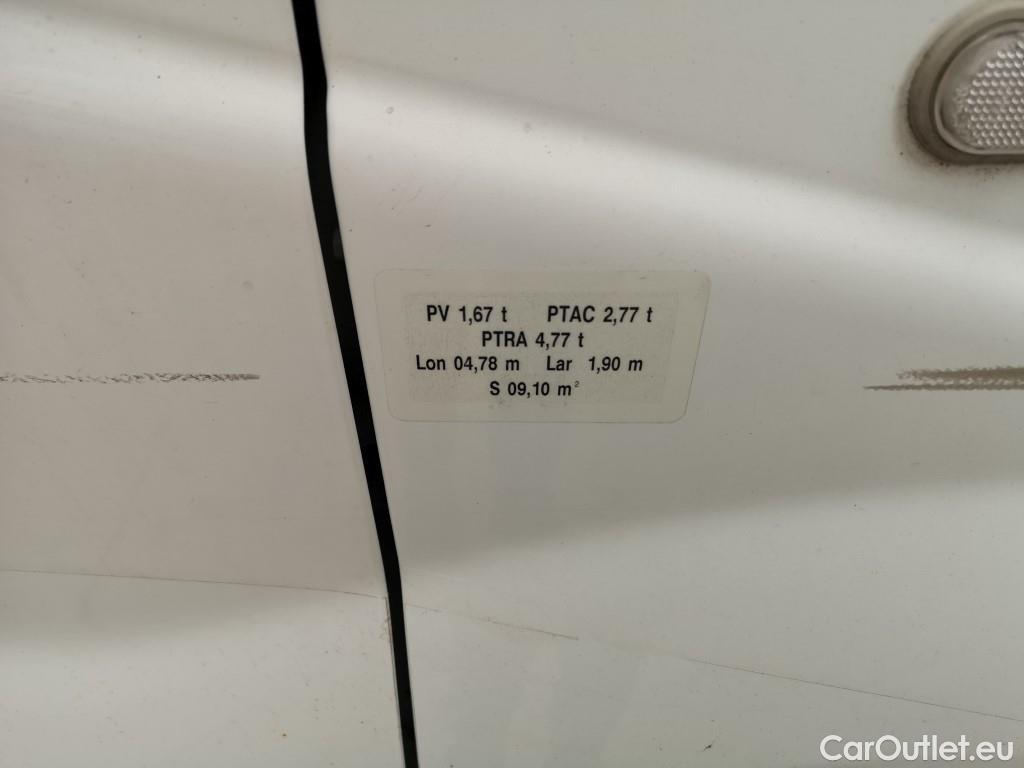 PV 1,67 t PTAC 2,77 t
PTRA 4,77 t
Lon 04,78 m Lar 1,90 m
S 09,10 m²
CarOutlet.eu